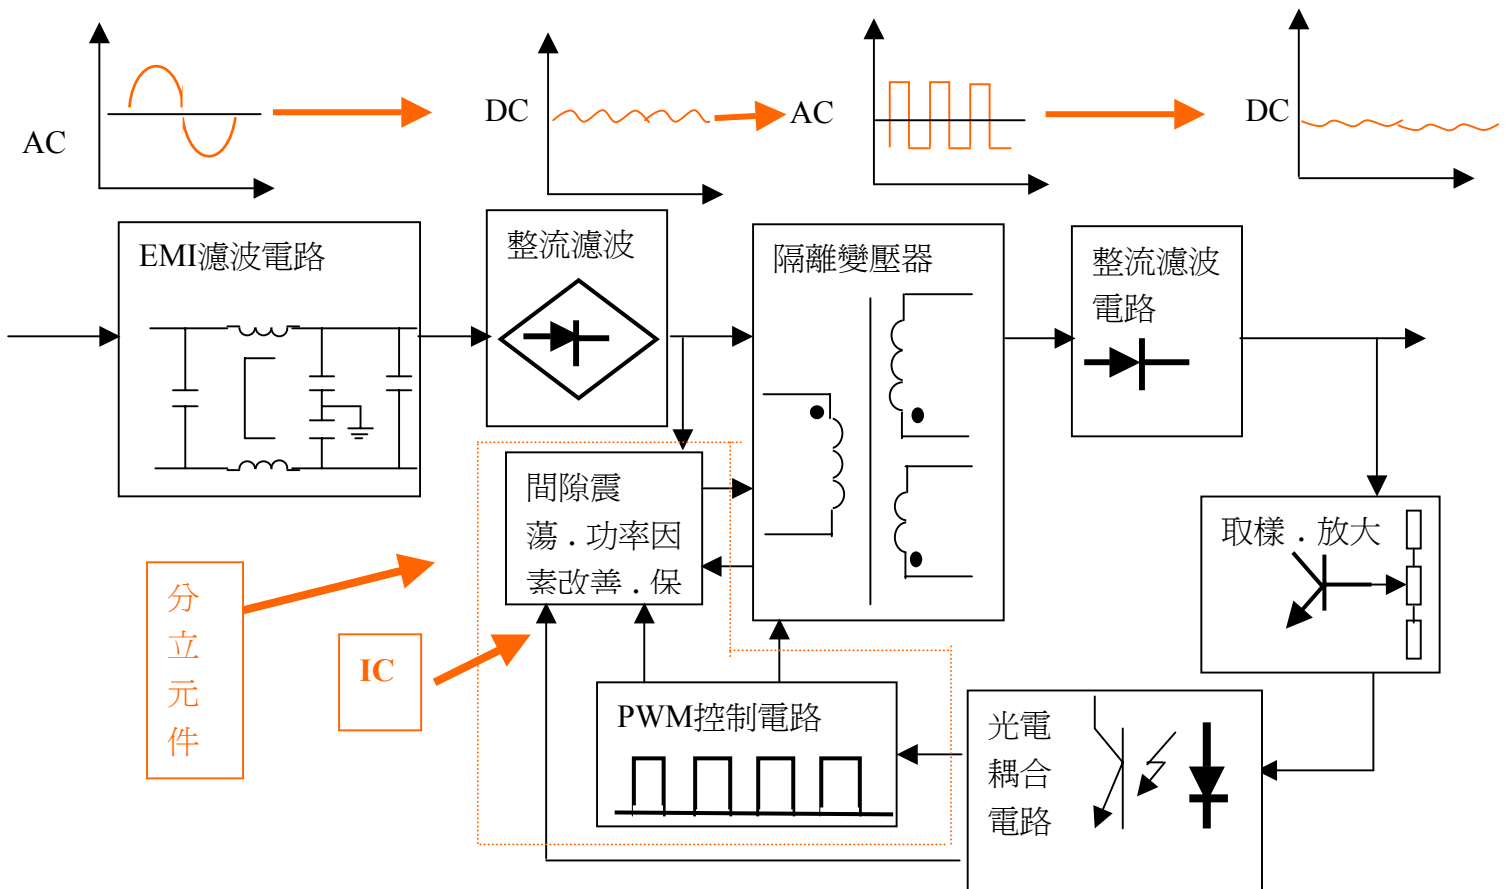 AC
DC
AC
DC
EMI濾波電路
整流濾波
隔離變壓器
整流濾波
電路
間隙震
蕩．功率因
素改善．保
取樣．放大
分
立
元
件
IC
PWM控制電路
光電
耦合
電路